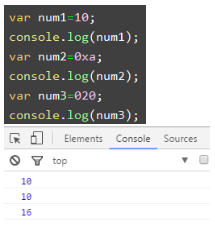 var num1=10;
console.log(num1);
var num2=0xa;
console.log(num2);
var num3=020;
console.log(num3);
Elements Console Sources
top
10
10
16